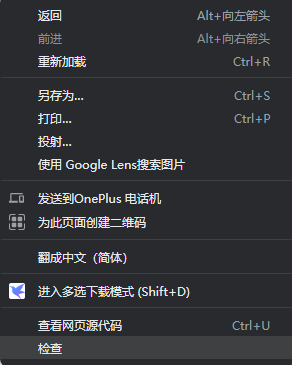 返回 Alt+向左箭头
前进 Alt+向右箭头
重新加载 Ctrl+R
另存为... Ctrl+S
打印... Ctrl+P
投射...
使用 Google Lens搜索图片
发送到OnePlus 电话机
为此页面创建二维码
翻成中文（简体）
进入多选下载模式 (Shift+D)
查看网页源代码 Ctrl+U
检查